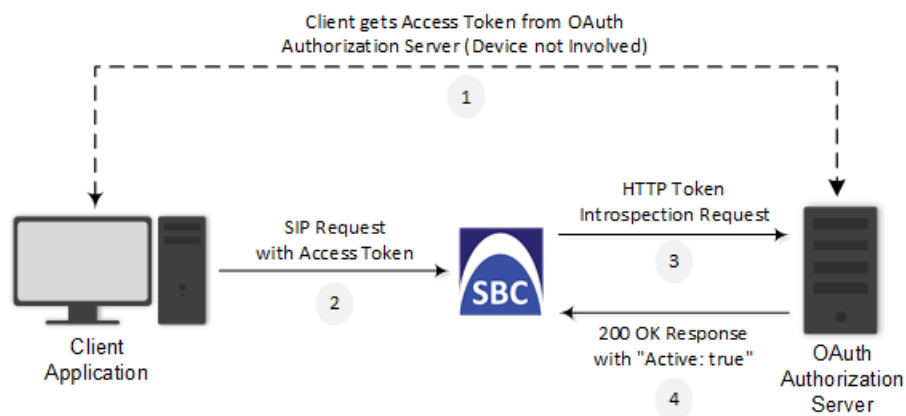 Client gets Access Token from OAuth
Authorization Server (Device not Involved)
1
HTTP Token
Introspection Request
SIP Request
with Access Token
3
2
SBC
200 OK Response
with "Active: true"
4
Client
Application
OAuth
Authorization
Server